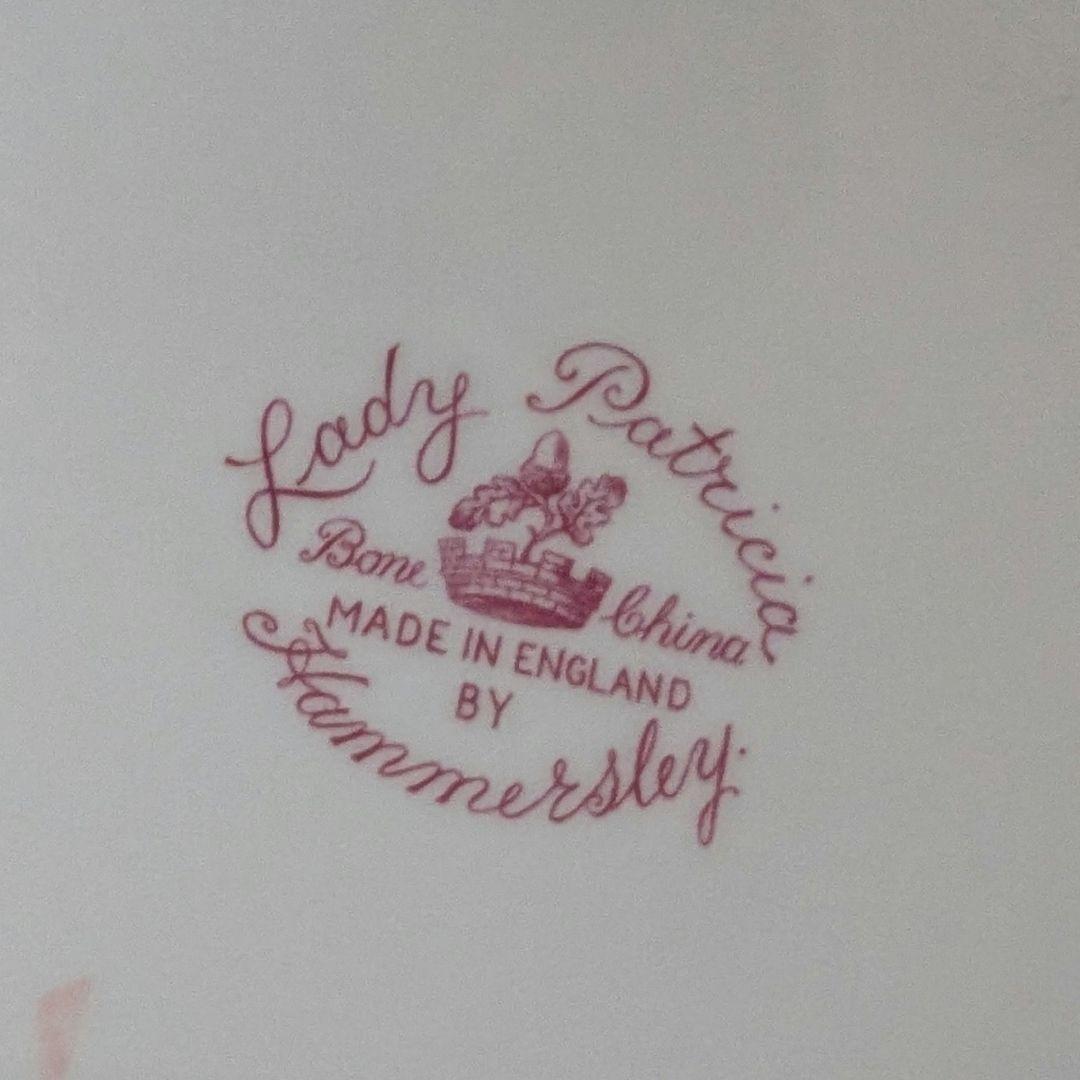 Lady Patricia
Bone China
MADE IN ENGLAND
BY
Hammersley.